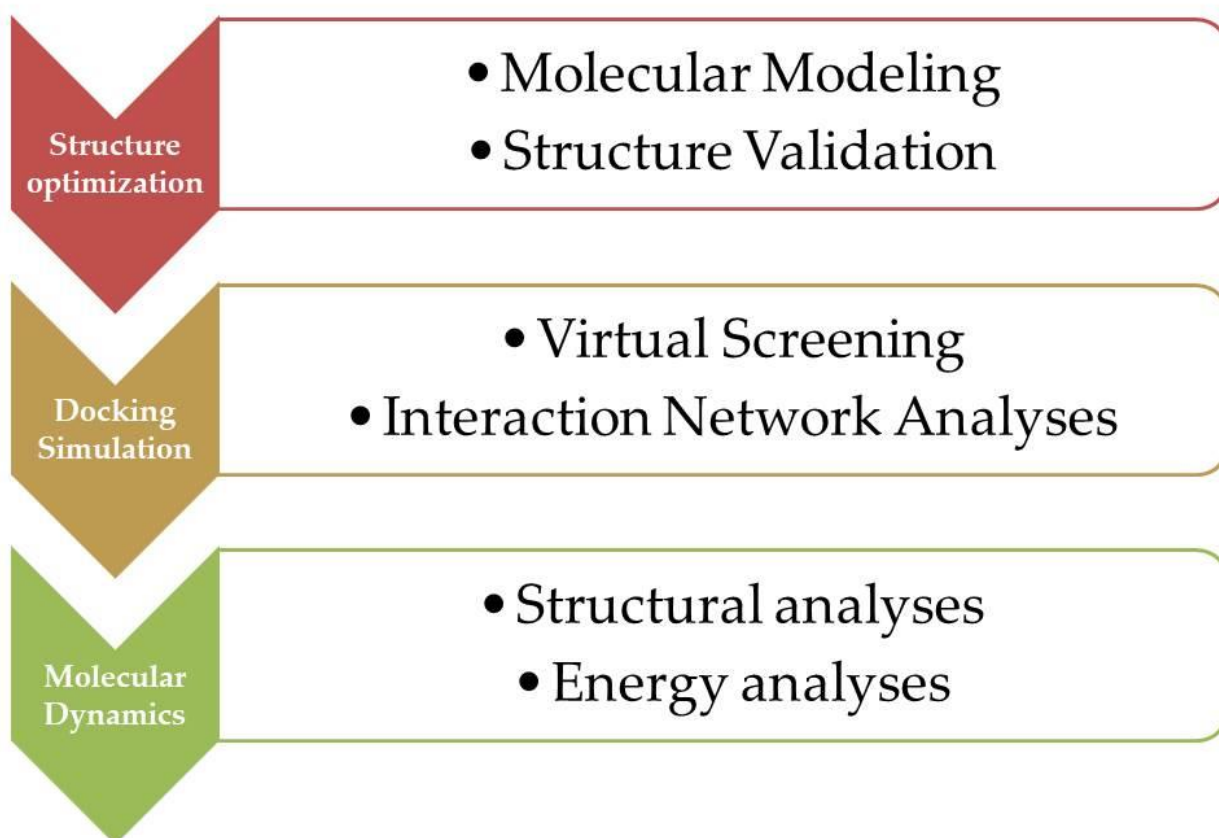 Structure
optimization
• Molecular Modeling
• Structure Validation
Docking
Simulation
• Virtual Screening
• Interaction Network Analyses
Molecular
Dynamics
• Structural analyses
• Energy analyses